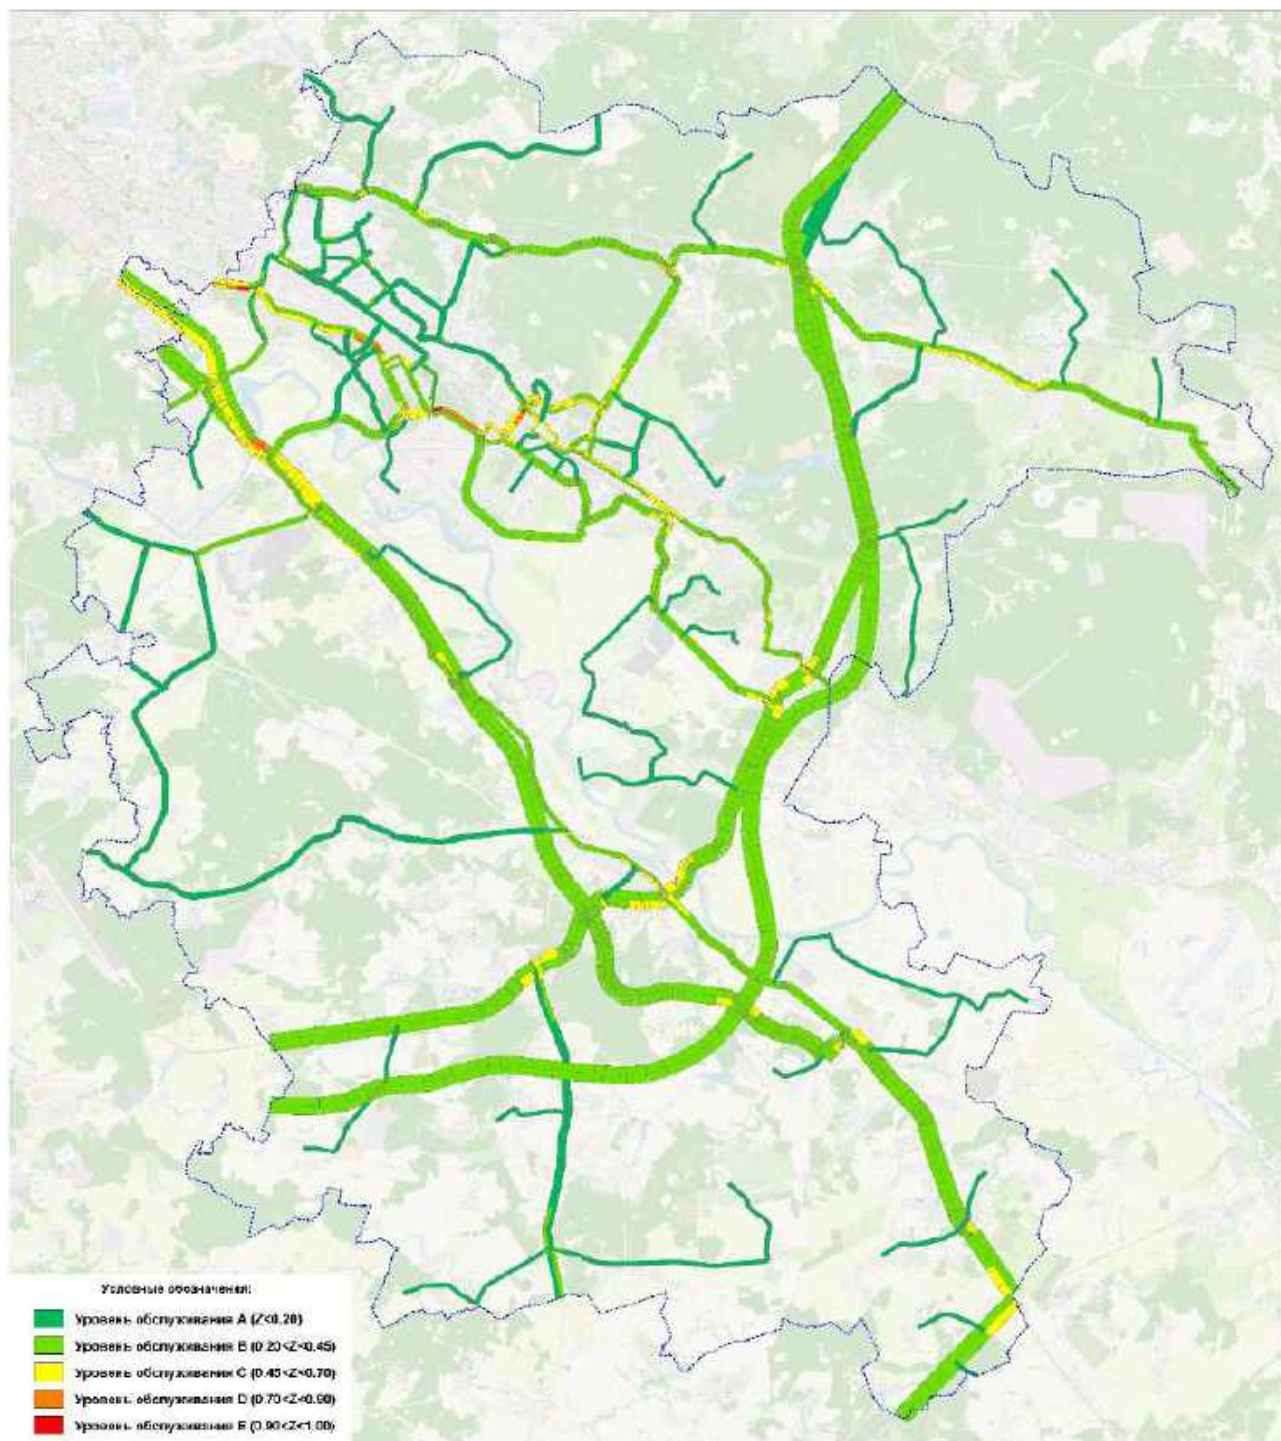 Условные обозначения:
Уровень обслуживания A (Z<0.20)
Уровень обслуживания B (0.20<Z<0.45)
Уровень обслуживания C (0.45<Z<0.70)
Уровень обслуживания D (0.70<Z<0.90)
Уровень обслуживания E (0.90<Z<1.00)